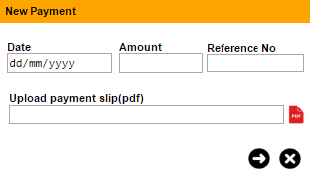 New Payment
Date Amount Reference No
dd/mm/yyyy
Upload payment slip(pdf)
PDF